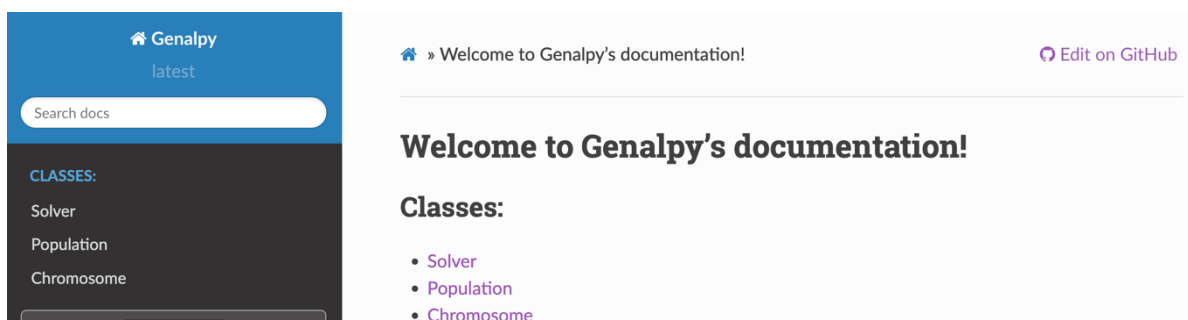 Genalpy
latest
Search docs
CLASSES:
Solver
Population
Chromosome
» Welcome to Genalpy's documentation!
Edit on GitHub
Welcome to Genalpy's documentation!
Classes:
• Solver
• Population
• Chromosome